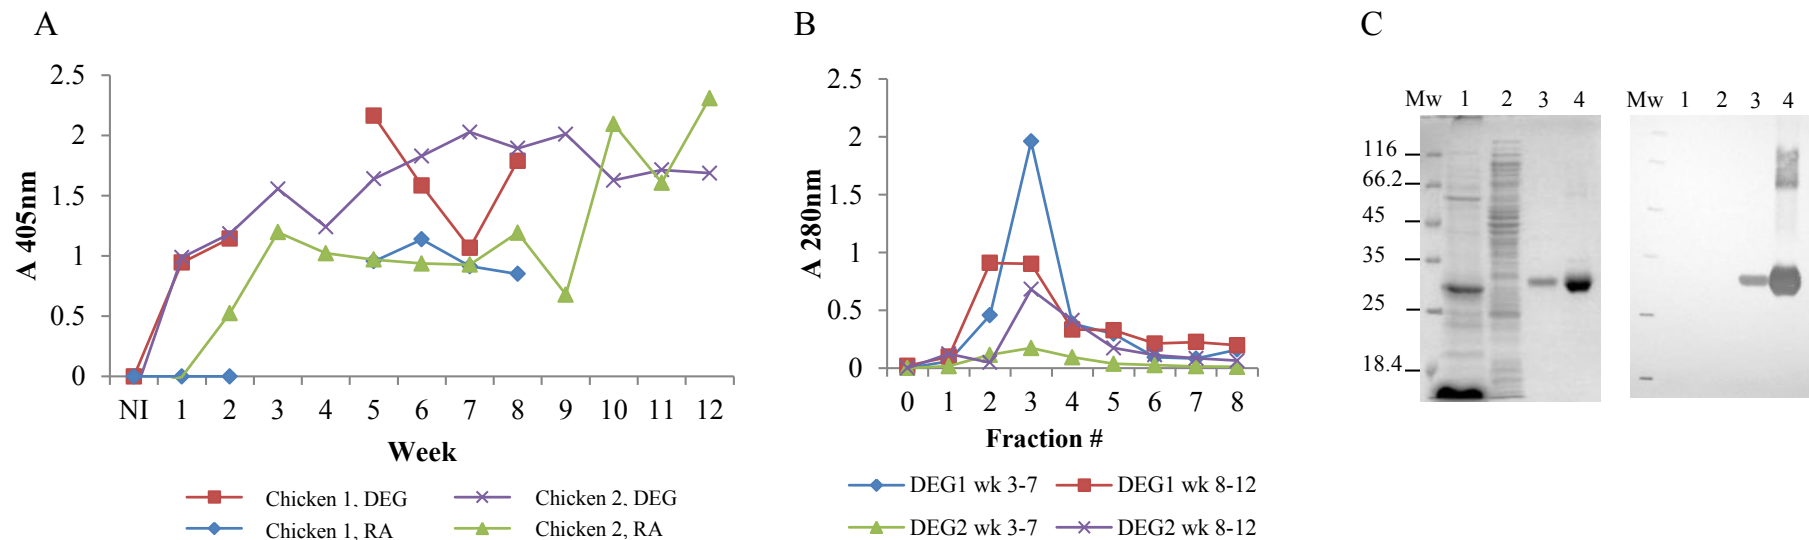 A
2.5
2
1.5
1
0.5
0
A 405nm
NI 1 2 3 4 5 6 7 8 9 10 11 12
Week
Chicken 1, DEG
Chicken 2, DEG
Chicken 1, RA
Chicken 2, RA
B
2.5
2
1.5
1
0.5
0
A 280nm
0 1 2 3 4 5 6 7 8
Fraction #
DEG1 wk 3-7
DEG1 wk 8-12
DEG2 wk 3-7
DEG2 wk 8-12
C
Mw 1 2 3 4
116
66.2
45
35
25
18.4
Mw 1 2 3 4